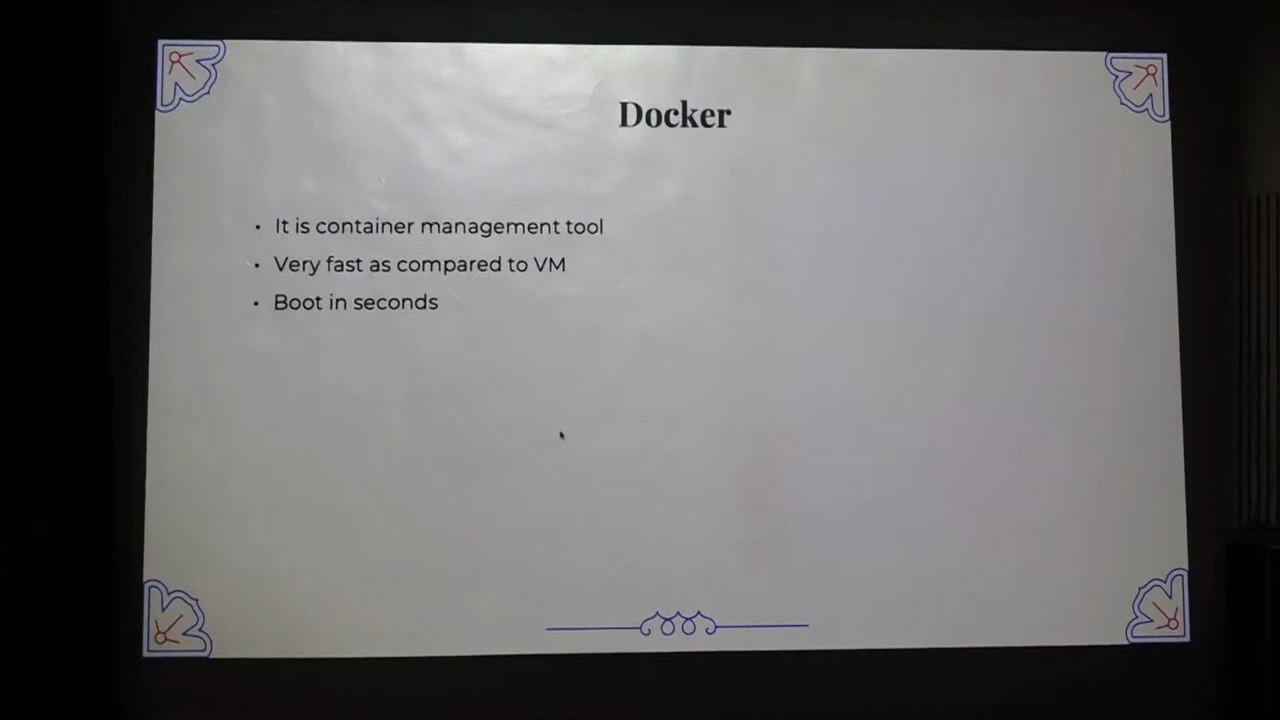 Docker
• It is container management tool
• Very fast as compared to VM
• Boot in seconds